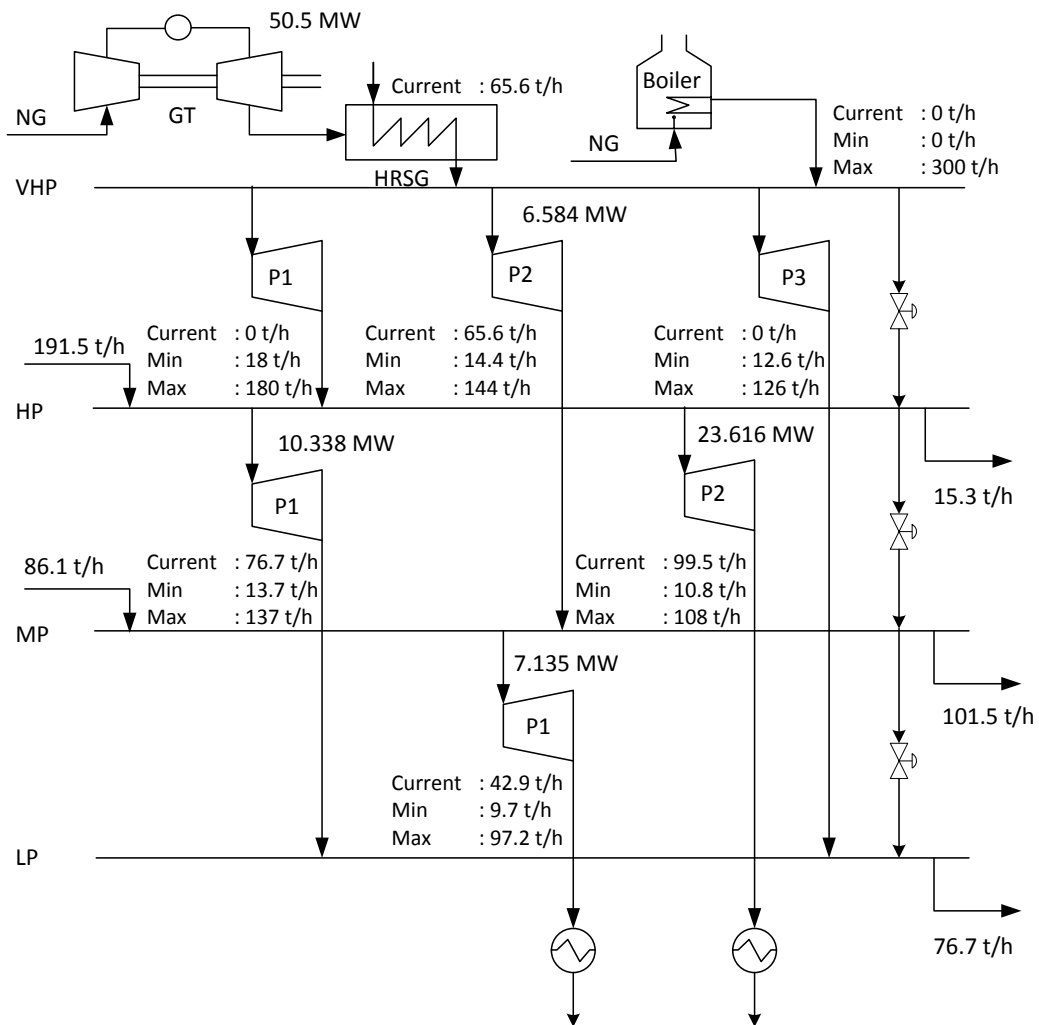 50.5 MW
Current : 65.6 t/h
Boiler
NG
GT
NG
Current : 0 t/h
Min : 0 t/h
Max : 300 t/h
HRSG
VHP
6.584 MW
P1
P2
P3
191.5 t/h
Current : 0 t/h
Min : 18 t/h
Max : 180 t/h
Current : 65.6 t/h
Min : 14.4 t/h
Max : 144 t/h
Current : 0 t/h
Min : 12.6 t/h
Max : 126 t/h
HP
10.338 MW
23.616 MW
P1
P2
15.3 t/h
86.1 t/h
Current : 76.7 t/h
Min : 13.7 t/h
Max : 137 t/h
Current : 99.5 t/h
Min : 10.8 t/h
Max : 108 t/h
MP
7.135 MW
P1
101.5 t/h
Current : 42.9 t/h
Min : 9.7 t/h
Max : 97.2 t/h
LP
76.7 t/h